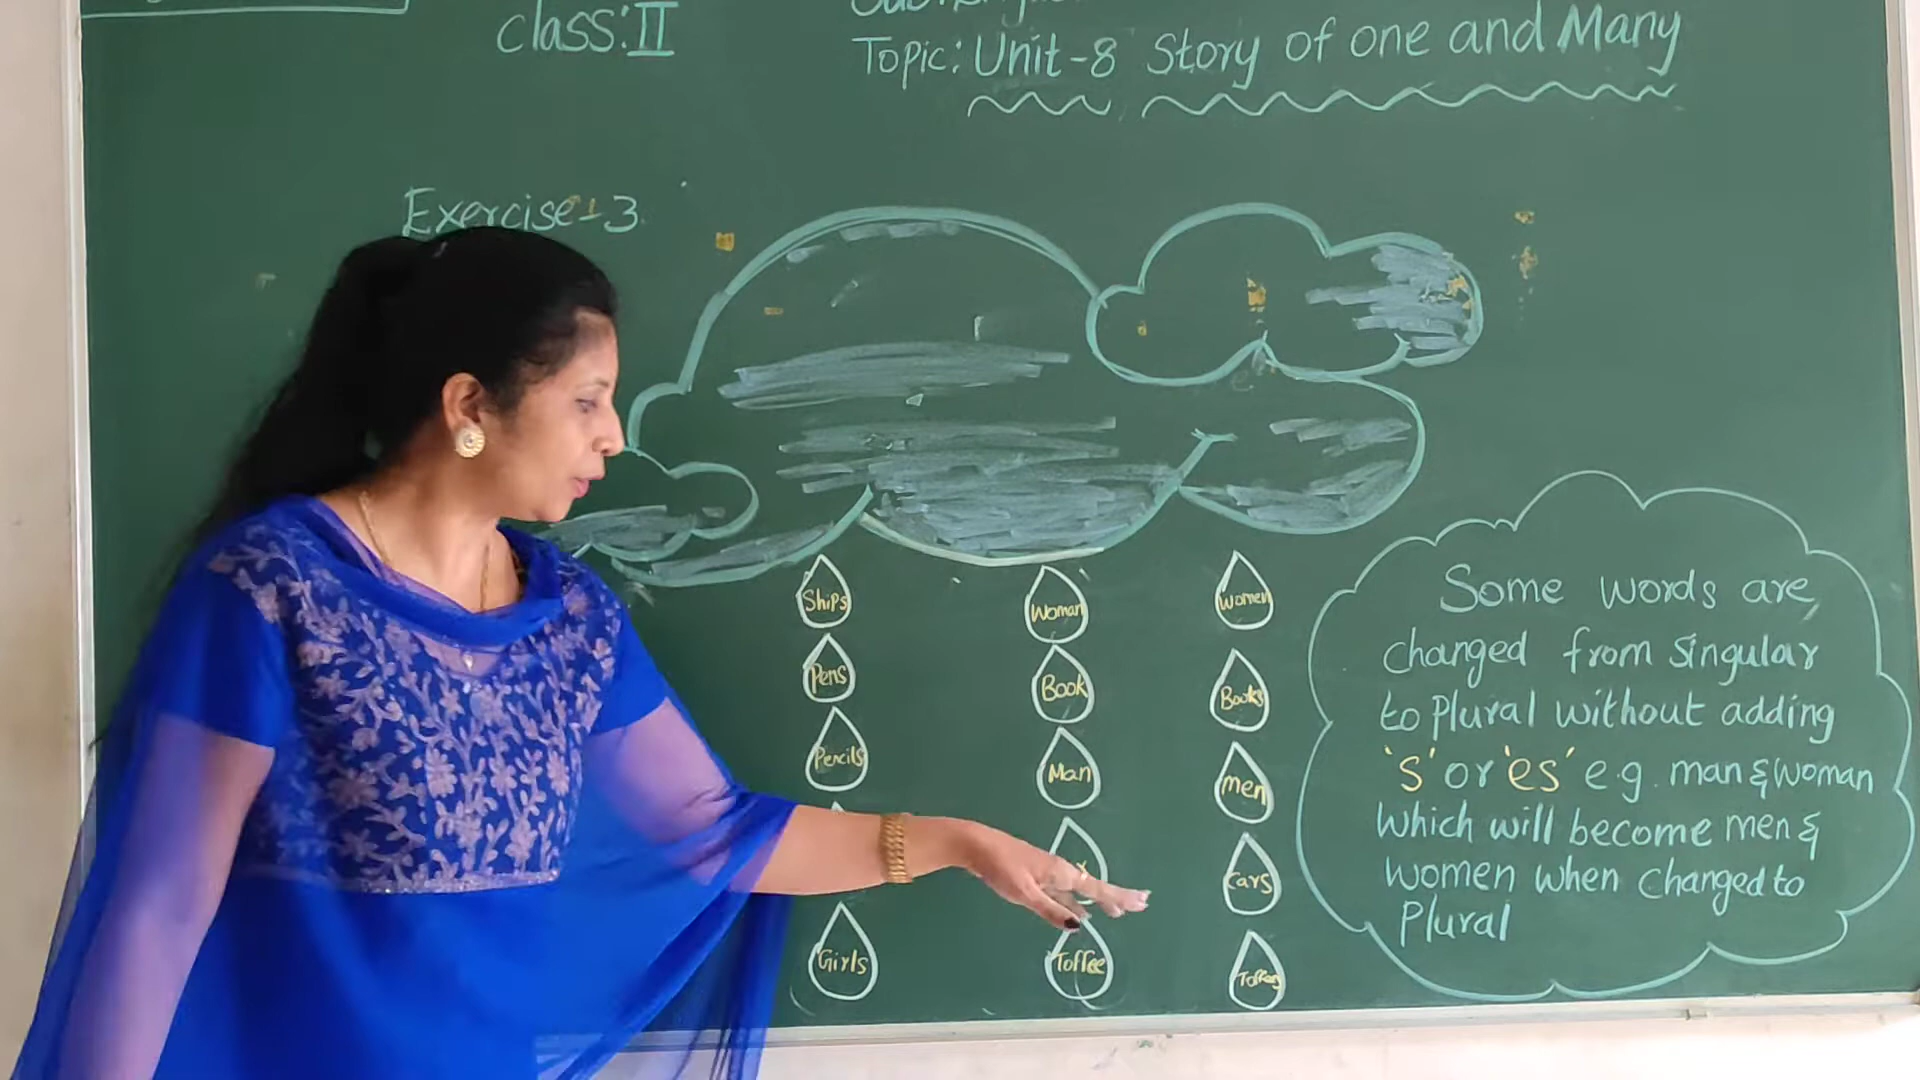 class: II
Topic: Unit-8 Story of one and Many
Exercise-3
Ships
Woman
Women
Pens
Book
Books
Pencils
Man
men
Cars
Girls
Toffee
Toffees
Some words are
changed from Singular
to Plural without adding
's' or 'es' e.g. man & woman
which will become men &
women when changed to
Plural